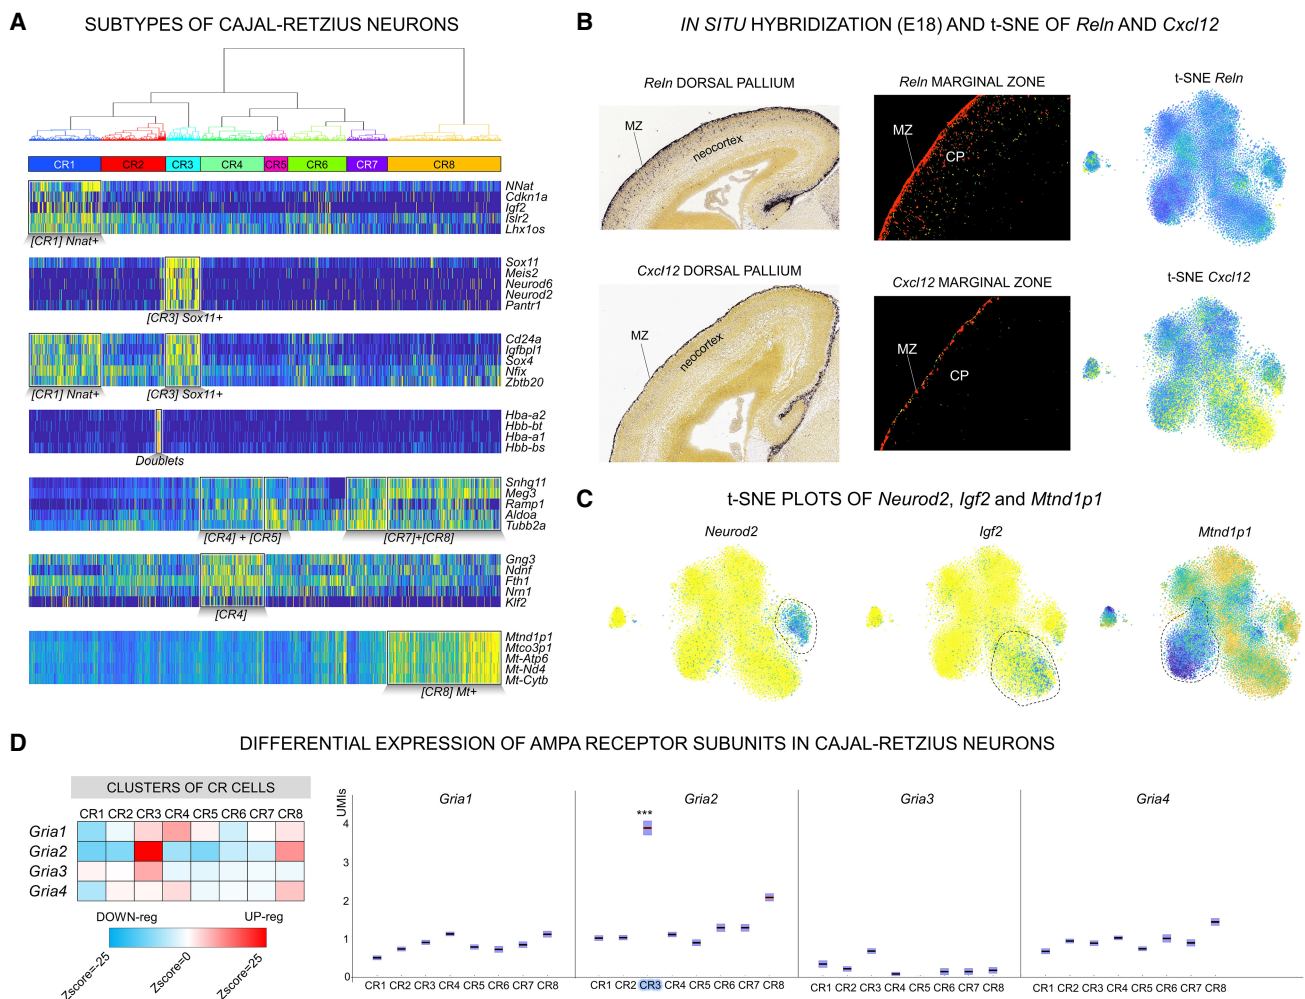 A
SUBTYPES OF CAJAL-RETZIUS NEURONS
CR1 CR2 CR3 CR4 CR5 CR6 CR7 CR8
NNat
Cdkn1a
Igf2
Islr2
Lhx1os
[CR1] Nnat+
Sox11
Meis2
Neurod6
Neurod2
Pantr1
[CR3] Sox11+
Cd24a
Igfbpl1
Sox4
Nfix
Zbtb20
[CR1] Nnat+ [CR3] Sox11+
Hba-a2
Hbb-bt
Hba-a1
Hbb-bs
Doublets
Snhg11
Meg3
Ramp1
Aldoa
Tubb2a
[CR4] + [CR5] [CR7]+[CR8]
Gng3
Ndnf
Fth1
Nrn1
Klf2
[CR4]
Mtnd1p1
Mtco3p1
Mt-Atp6
Mt-Nd4
Mt-Cytb
[CR8] Mt+
B
IN SITU HYBRIDIZATION (E18) AND t-SNE OF Reln AND Cxcl12
Reln DORSAL PALLIUM
MZ
neocortex
Reln MARGINAL ZONE
MZ
CP
t-SNE Reln
Cxcl12 DORSAL PALLIUM
MZ
neocortex
Cxcl12 MARGINAL ZONE
MZ
CP
t-SNE Cxcl12
C
t-SNE PLOTS OF Neurod2, Igf2 and Mtnd1p1
Neurod2
Igf2
Mtnd1p1
D
DIFFERENTIAL EXPRESSION OF AMPA RECEPTOR SUBUNITS IN CAJAL-RETZIUS NEURONS
CLUSTERS OF CR CELLS
CR1 CR2 CR3 CR4 CR5 CR6 CR7 CR8
Gria1
Gria2
Gria3
Gria4
DOWN-reg UP-reg
Zscore=-25 Zscore=0 Zscore=25
UMIs
4
3
2
1
0
Gria1
CR1 CR2 CR3 CR4 CR5 CR6 CR7 CR8
Gria2
***
CR1 CR2 CR3 CR4 CR5 CR6 CR7 CR8
Gria3
CR1 CR2 CR3 CR4 CR5 CR6 CR7 CR8
Gria4
CR1 CR2 CR3 CR4 CR5 CR6 CR7 CR8